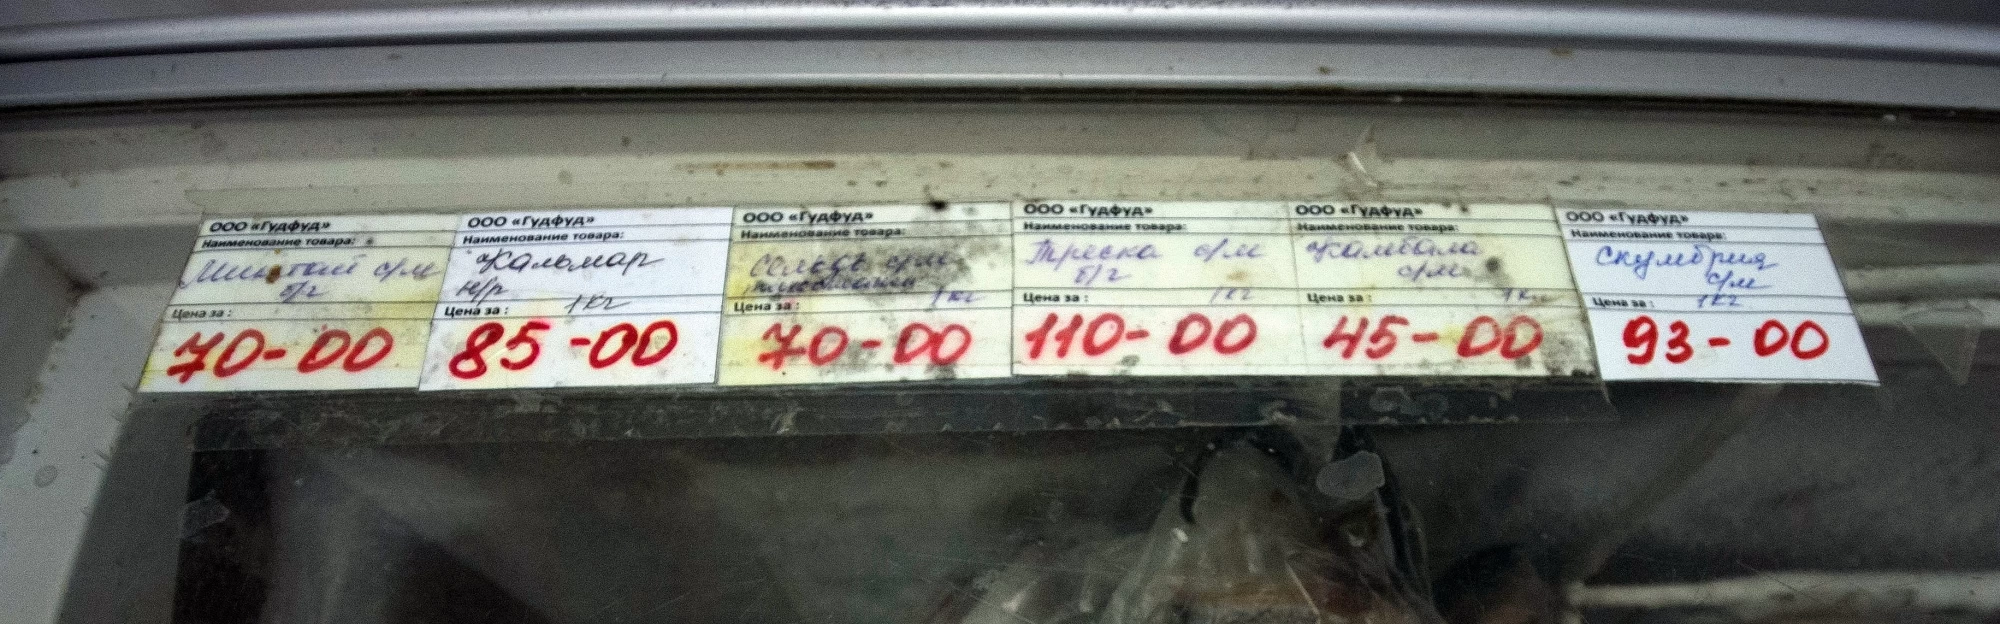 ООО «Гудфуд»
Наименование товара:
Минтай с/м
б/г
Цена за :
70-00
ООО «Гудфуд»
Наименование товара:
Кальмар
н/р
Цена за : 1кг
85-00
ООО «Гудфуд»
Наименование товара:
Сельдь с/м
Цена за : 1кг
70-00
ООО «Гудфуд»
Наименование товара:
Треска с/м
б/г
Цена за : 1кг
110-00
ООО «Гудфуд»
Наименование товара:
Камбала
с/м
Цена за : 1кг
45-00
ООО «Гудфуд»
Наименование товара:
Скумбрия
с/м
Цена за : 1кг
93-00